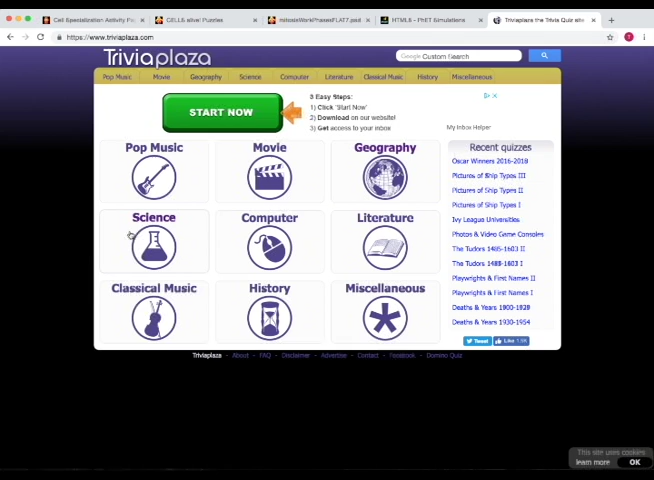 Cell Specialization Activity Fla
CELLS alive! Puzzles
mitosisWorkPhasesFLAT7.psd
HTML5 - PhET Simulations
Triviaplaza the Trivia Quiz site
https://www.triviaplaza.com
Triviaplaza
Google Custom Search
Pop Music Movie Geography Science Computer Literature Classical Music History Miscellaneous
START NOW
3 Easy Steps:
1) Click 'Start Now'
2) Download on our website!
3) Get access to your inbox
My Inbox Helper
Pop Music Movie Geography
Science Computer Literature
Classical Music History Miscellaneous
Recent quizzes
Oscar Winners 2016-2018
Pictures of Ship Types III
Pictures of Ship Types II
Pictures of Ship Types I
Ivy League Universities
Photos & Video Game Consoles
The Tudors 1485-1603 II
The Tudors 1485-1603 I
Playwrights & First Names II
Playwrights & First Names I
Deaths & Years 1900-1929
Deaths & Years 1930-1954
Tweet Like 1.5K
Triviaplaza - About - FAQ - Disclaimer - Advertise - Contact - Facebook - Domino Quiz
This site uses cookies
learn more OK